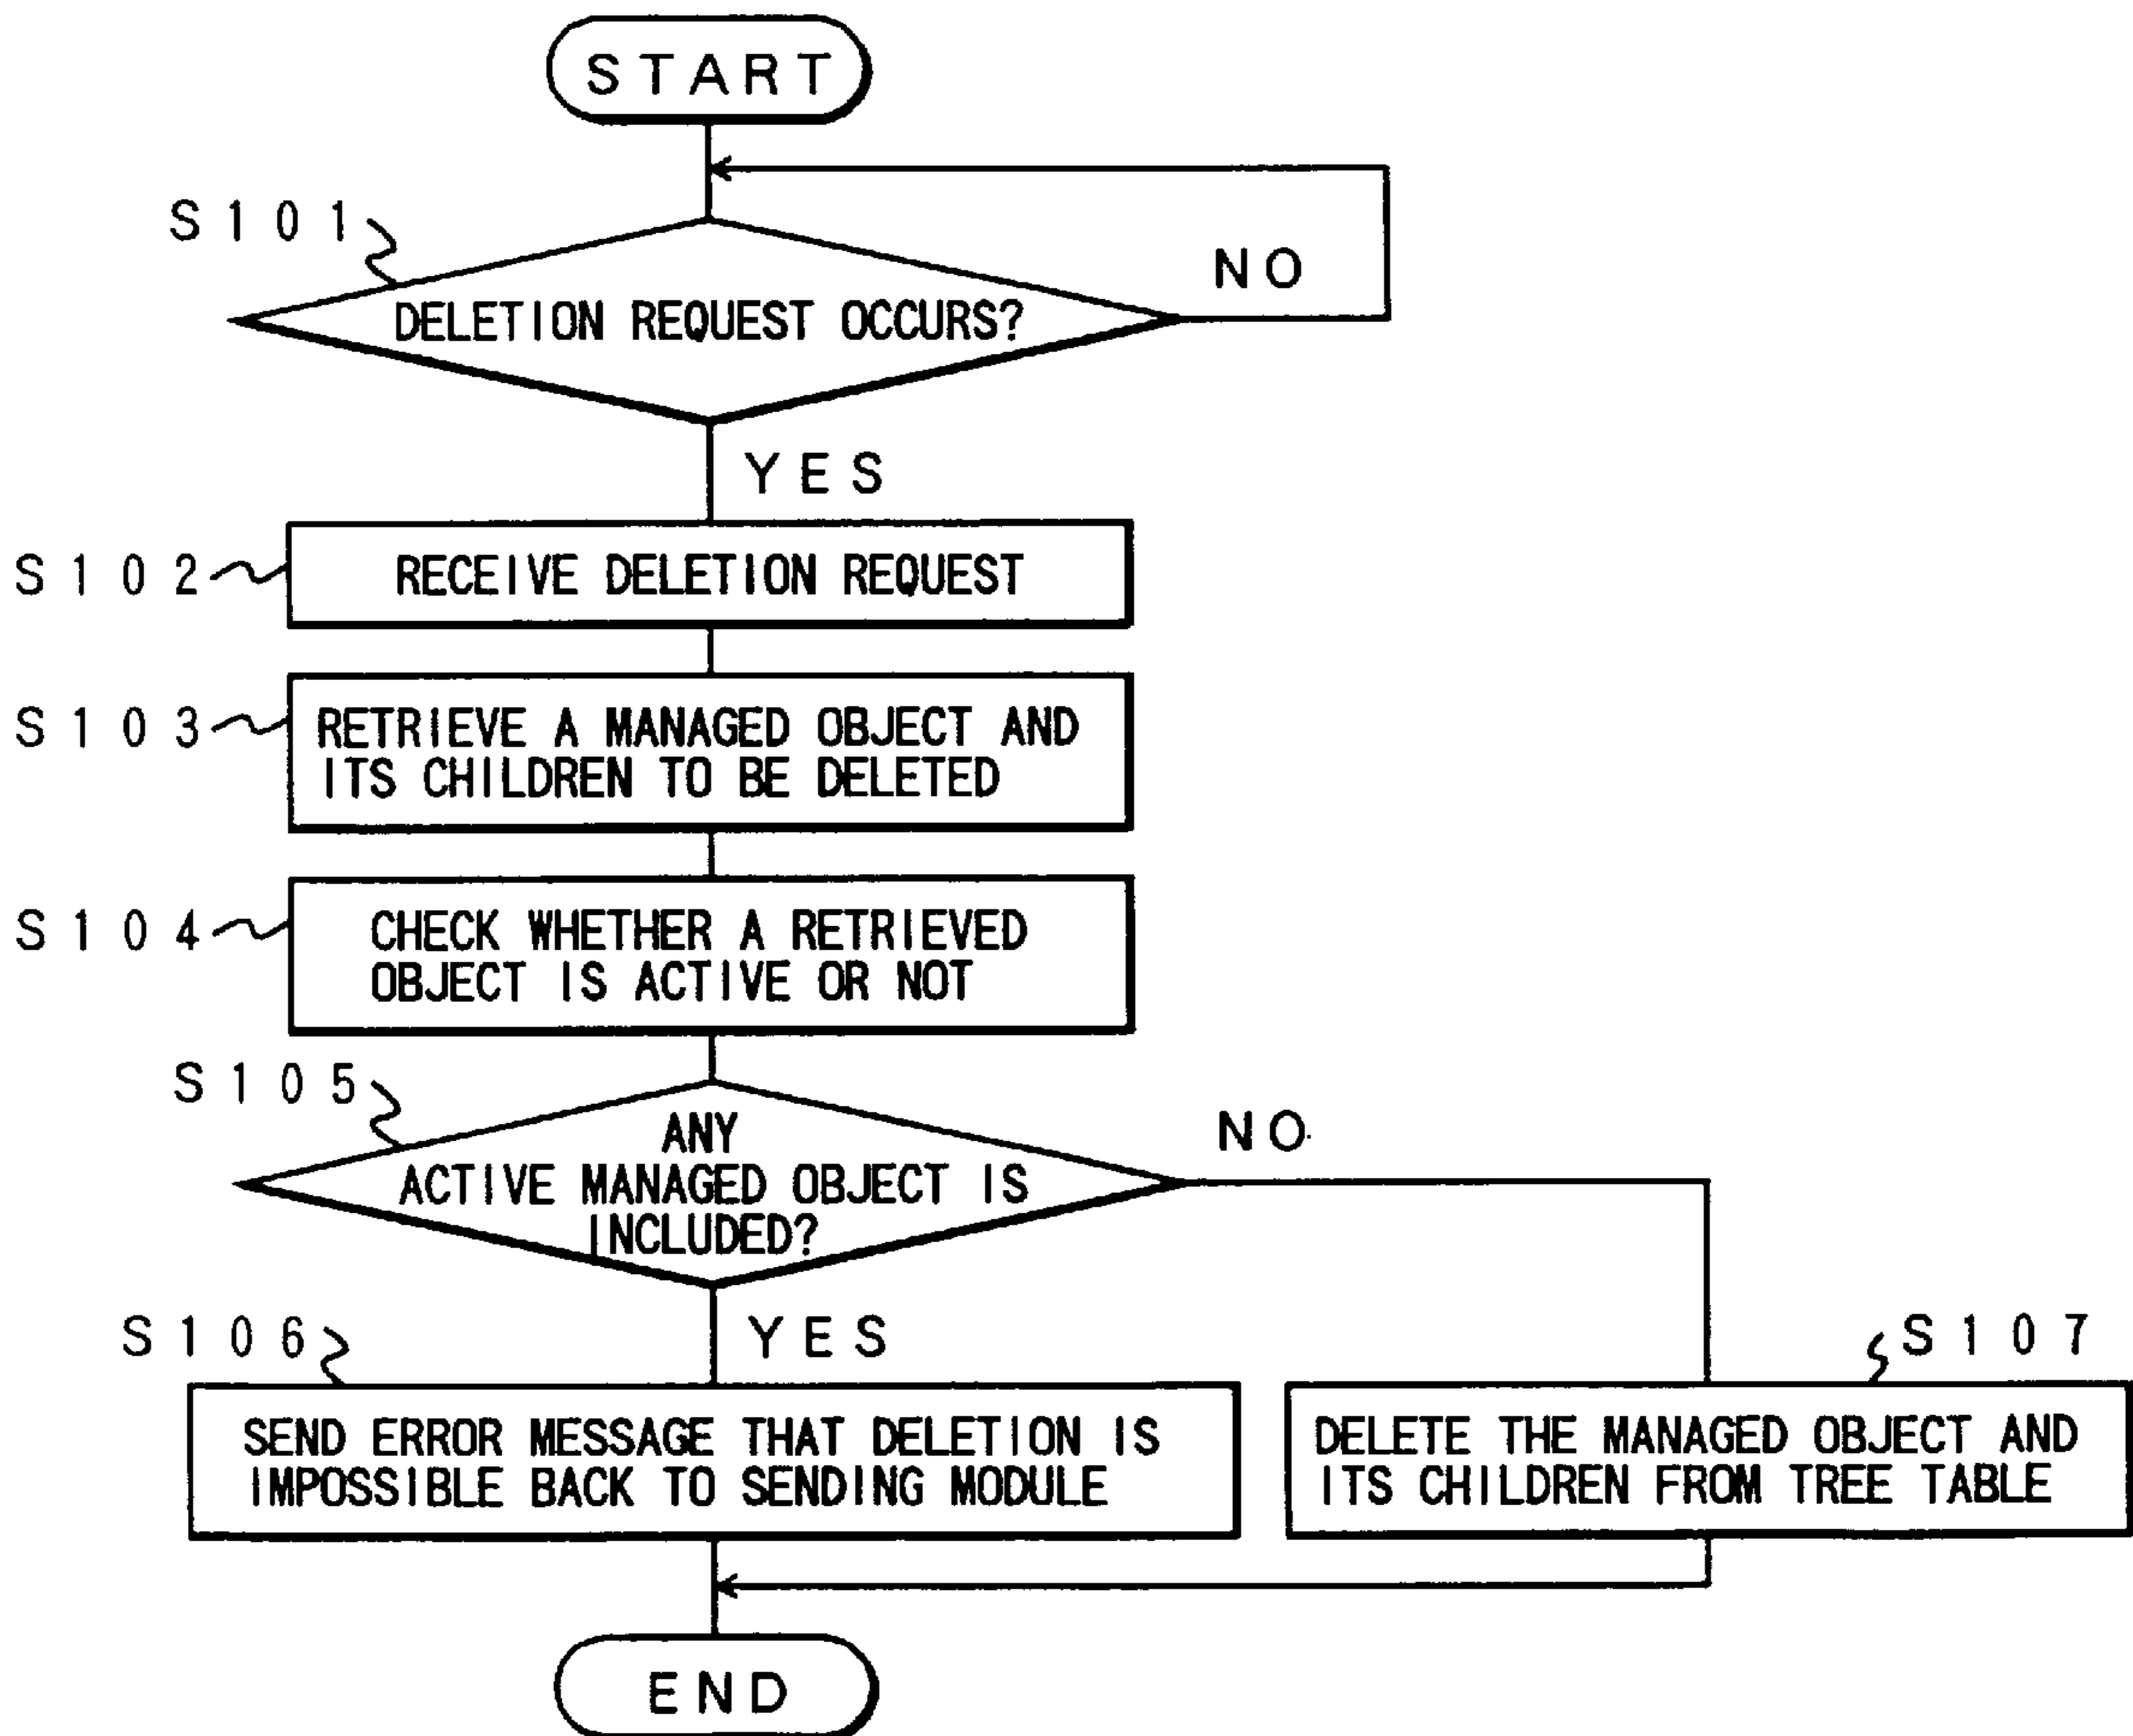 START
S101
NO
DELETION REQUEST OCCURS?
YES
S102
RECEIVE DELETION REQUEST
S103
RETRIEVE A MANAGED OBJECT AND
ITS CHILDREN TO BE DELETED
S104
CHECK WHETHER A RETRIEVED
OBJECT IS ACTIVE OR NOT
S105
ANY
ACTIVE MANAGED OBJECT IS
INCLUDED?
NO
YES
S106
SEND ERROR MESSAGE THAT DELETION IS
IMPOSSIBLE BACK TO SENDING MODULE
S107
DELETE THE MANAGED OBJECT AND
ITS CHILDREN FROM TREE TABLE
END